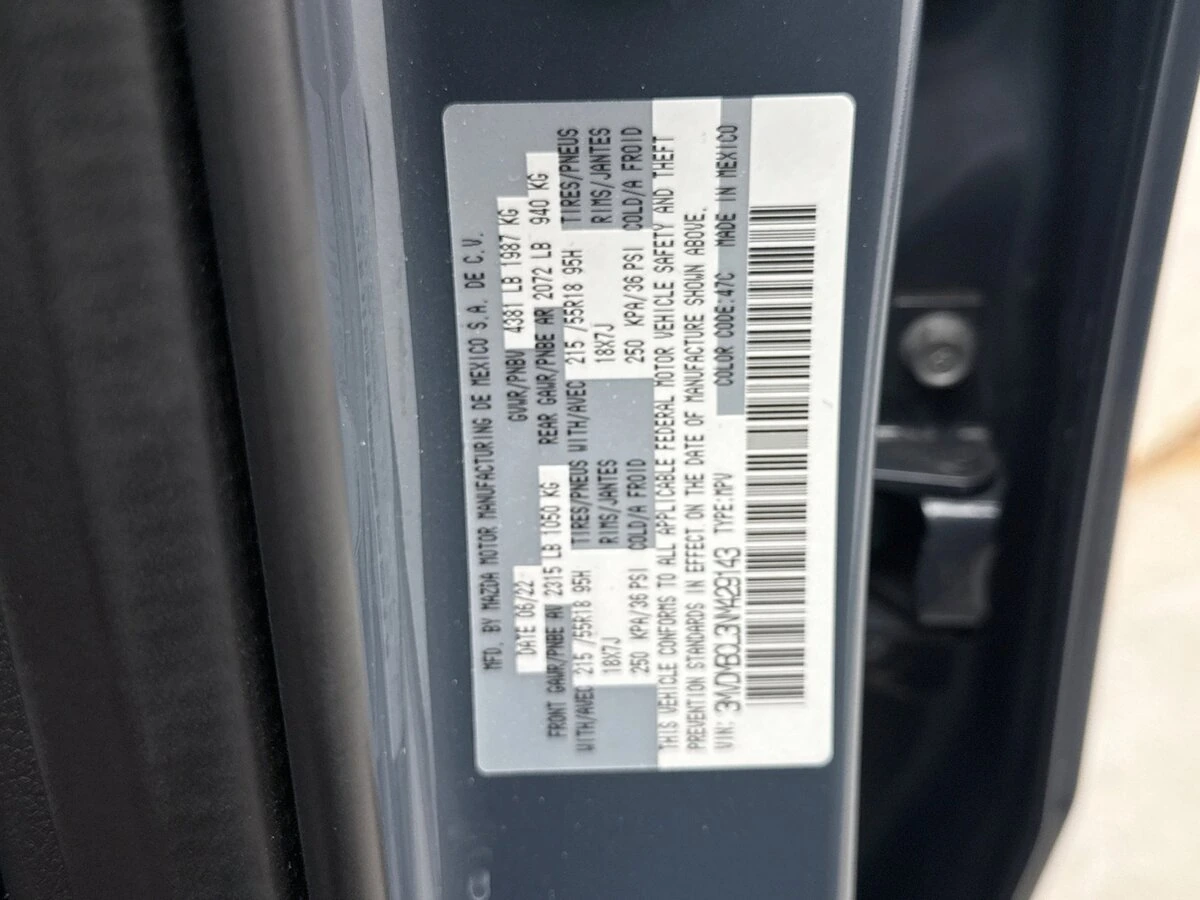 MFD. BY MAZDA MOTOR MANUFACTURING DE MEXICO S.A. DE C.V.
DATE 06/22 GVWR/PNBV 4381 LB 1987 KG
FRONT GAWR/PNBE AV 2315 LB 1050 KG REAR GAWR/PNBE AR 2072 LB 940 KG
WITH/AVEC 215 /55R18 95H TIRES/PNEUS WITH/AVEC 215 /55R18 95H TIRES/PNEUS
18X7J RIMS/JANTES 18X7J RIMS/JANTES
250 KPA/36 PSI COLD/A FROID 250 KPA/36 PSI COLD/A FROID
THIS VEHICLE CONFORMS TO ALL APPLICABLE FEDERAL MOTOR VEHICLE SAFETY AND THEFT
PREVENTION STANDARDS IN EFFECT ON THE DATE OF MANUFACTURE SHOWN ABOVE.
VIN: 3MVDMBCL3NM429143 TYPE:MPV COLOR CODE:47C MADE IN MEXICO